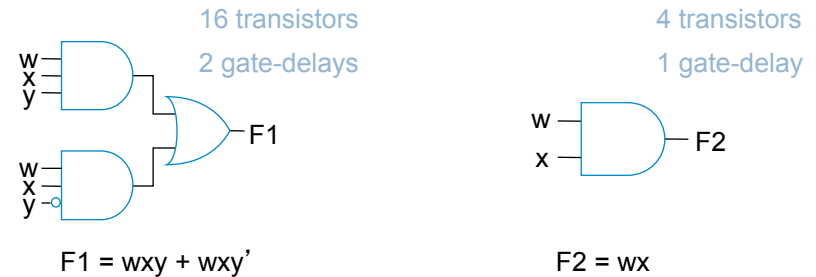 16 transistors
2 gate-delays
w
x
y
w
x
y
F1
F1 = wxy + wxy′
4 transistors
1 gate-delay
w
x
F2
F2 = wx